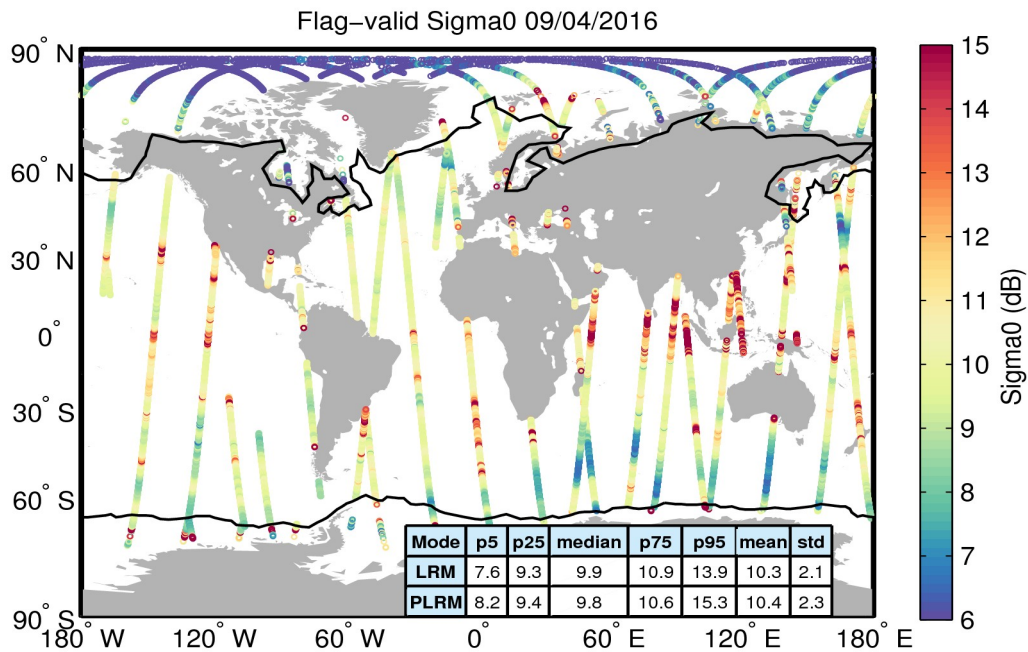 Flag–valid Sigma0 09/04/2016
90° N
60° N
30° N
0°
30° S
60° S
90° S
180° W
120° W
60° W
0°
60° E
120° E
180° E
15
14
13
12
11
10
9
8
7
6
Sigma0 (dB)
Mode p5 p25 median p75 p95 mean std
LRM 7.6 9.3 9.9 10.9 13.9 10.3 2.1
PLRM 8.2 9.4 9.8 10.6 15.3 10.4 2.3